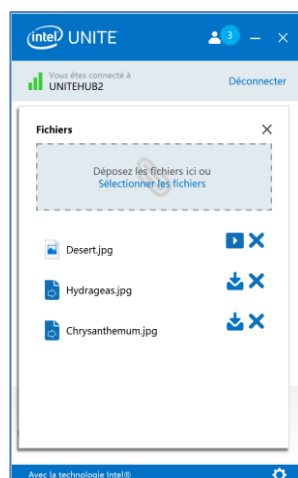 intel UNITE
3
Vous êtes connecté à
UNITEHUB2
Déconnecter
Fichiers
Déposez les fichiers ici ou
Sélectionner les fichiers
Desert.jpg
Hydrageas.jpg
Chrysanthemum.jpg
Avec la technologie Intel®